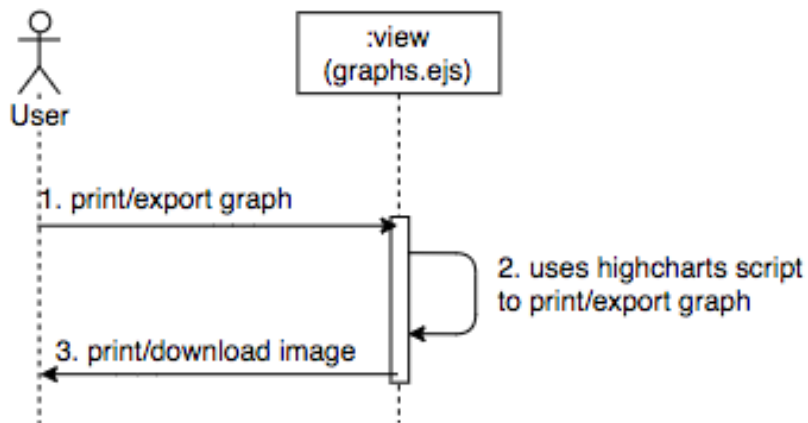 :view
(graphs.ejs)
User
1. print/export graph
2. uses highcharts script
to print/export graph
3. print/download image